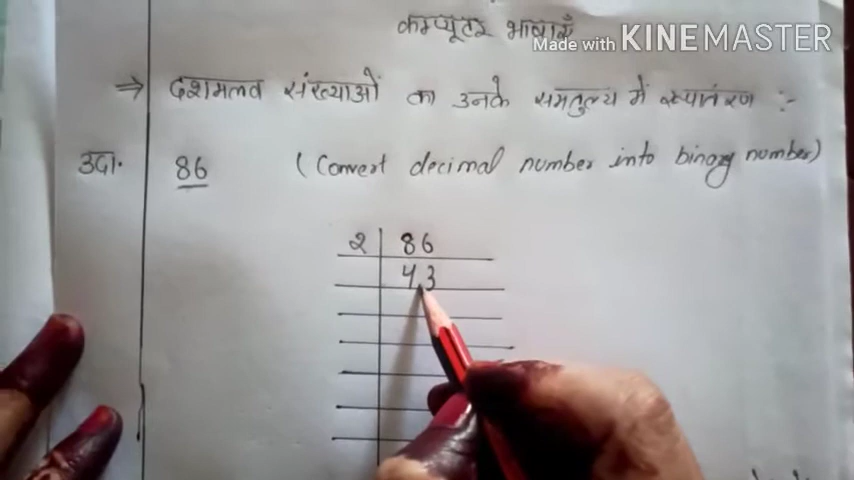 कम्प्यूटर भाषाएँ
Made with KINEMASTER
⇒ दशमलव संख्याओं का उनके समतुल्य में रूपांतरण :-
उदा. 86 (Convert decimal number into binary number)
2 86
43